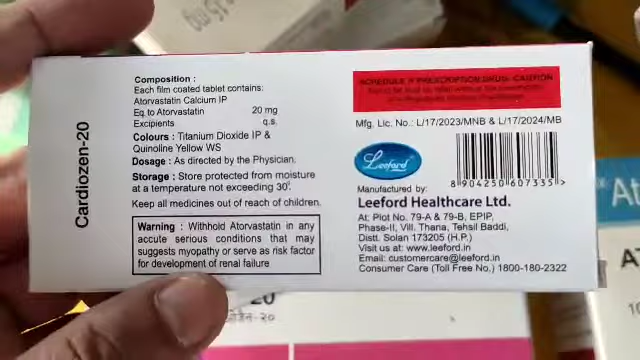 Cardiozen-20
Composition :
Each film coated tablet contains:
Atorvastatin Calcium IP
Eq. to Atorvastatin 20 mg
Excipients q.s.
Colours : Titanium Dioxide IP &
Quinoline Yellow WS
Dosage : As directed by the Physician.
Storage : Store protected from moisture
at a temperature not exceeding 30°.
Keep all medicines out of reach of children.
Warning : Withhold Atorvastatin in any
accute serious conditions that may
suggests myopathy or serve as risk factor
for development of renal failure
SCHEDULE H PRESCRIPTION DRUG- CAUTION
Mfg. Lic. No.: L/17/2023/MNB & L/17/2024/MB
Leeford
8 904250 607335 >
Manufactured by:
Leeford Healthcare Ltd.
At: Plot No. 79-A & 79-B, EPIP,
Phase-II, Vill. Thana, Tehsil Baddi,
Distt. Solan 173205 (H.P.)
Visit us at: www.leeford.in
Email: customercare@leeford.in
Consumer Care (Toll Free No.) 1800-180-2322
20
-२०